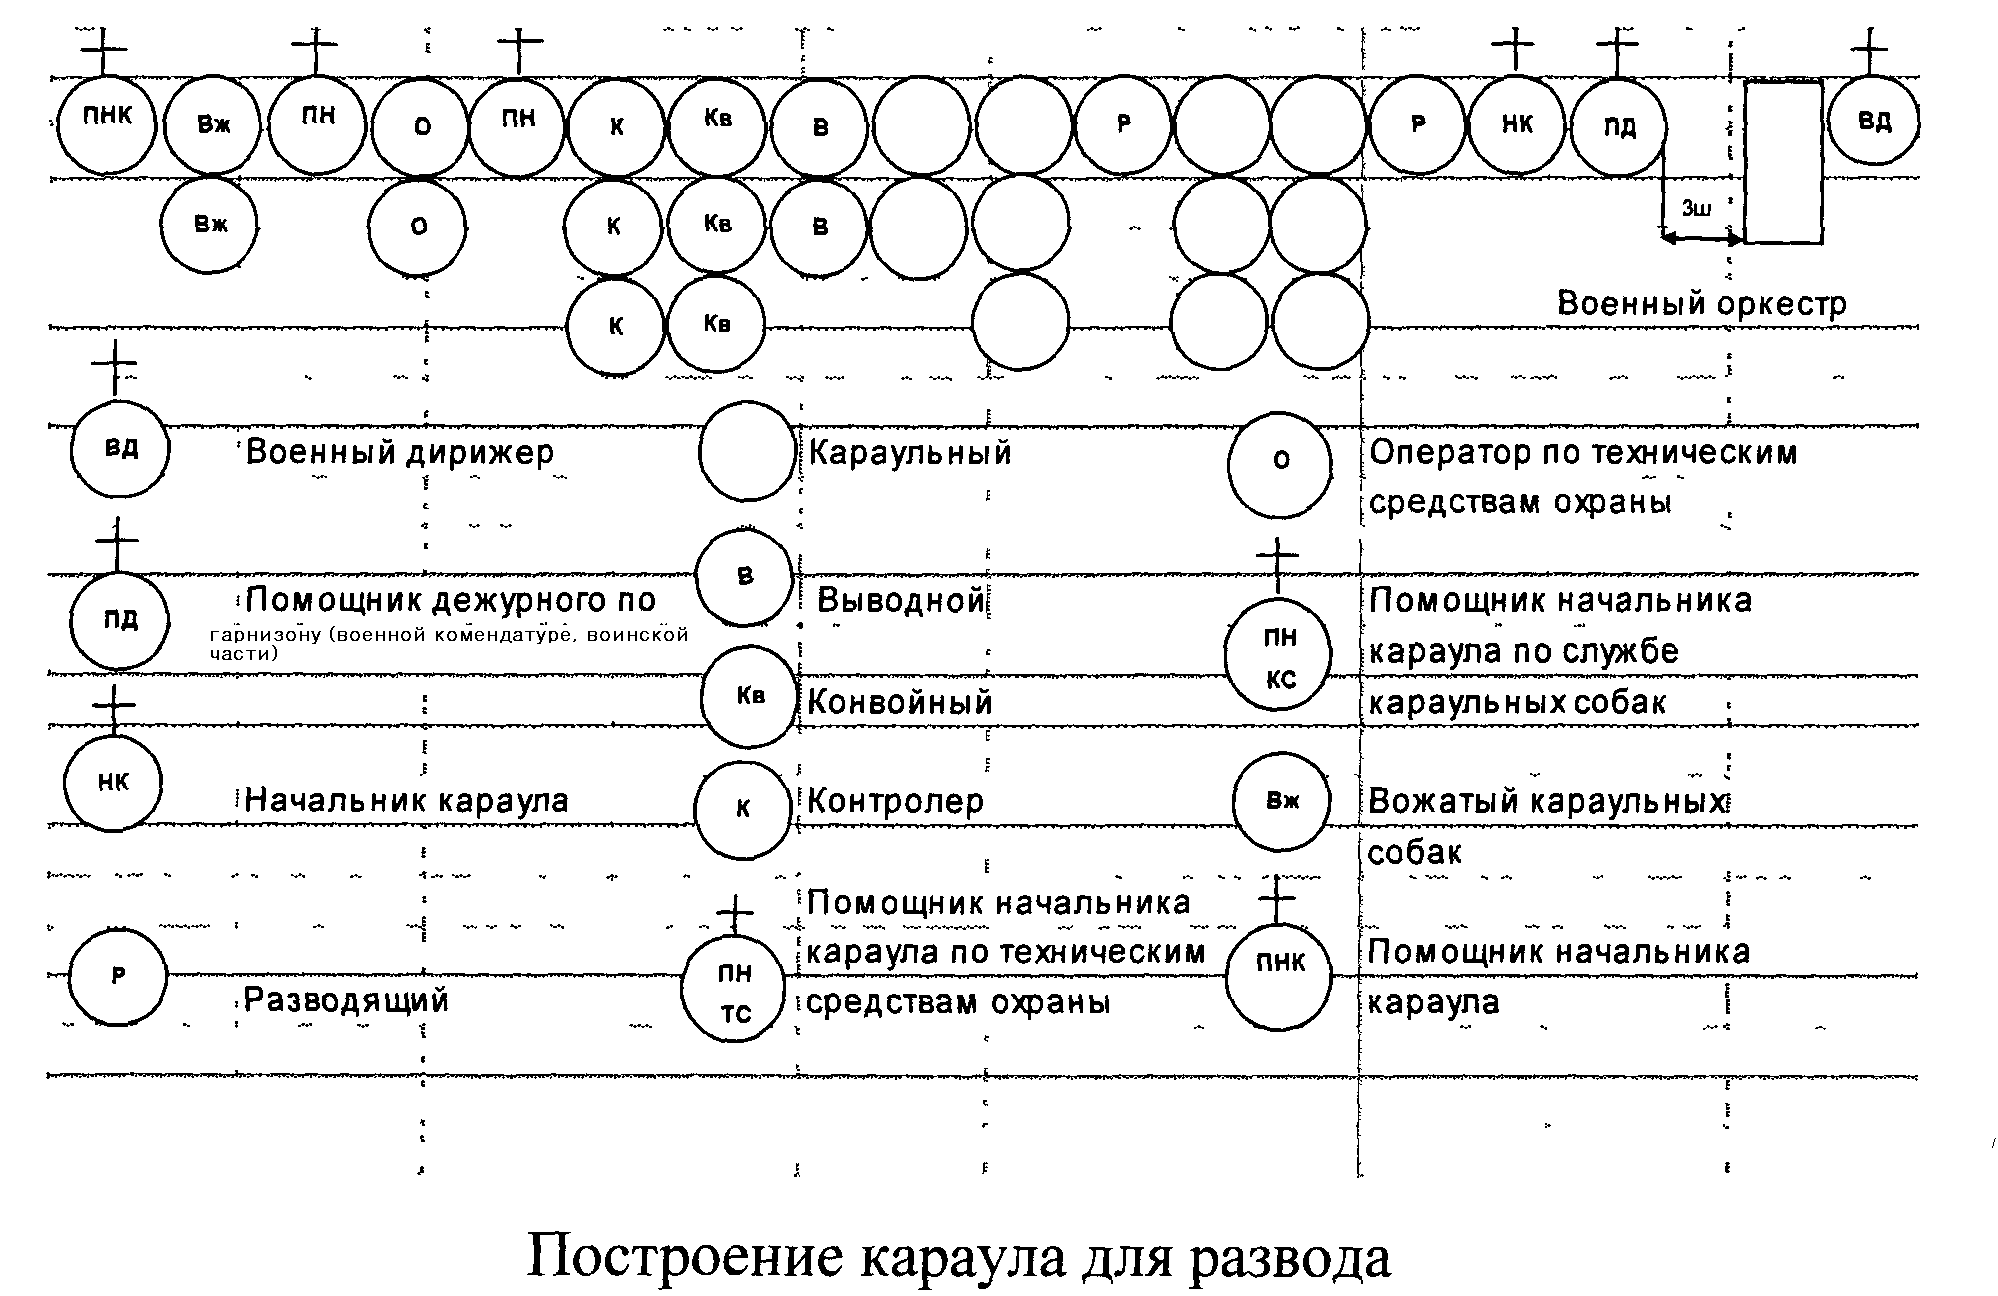 ПНК Вж ПН О ПН К Кв В Р Р НК ПД ВД
Вж О К Кв В 3ш
К Кв
Военный оркестр
ВД Военный дирижер
ПД Помощник дежурного по
гарнизону (военной комендатуре, воинской
части)
НК Начальник караула
Р Разводящий
Караульный
В Выводной
Кв Конвойный
К Контролер
Помощник начальника
ПН караула по техническим
ТС средствам охраны
О Оператор по техническим
средствам охраны
Помощник начальника
ПН караула по службе
КС караульных собак
Вж Вожатый караульных
собак
ПНК Помощник начальника
караула
Построение караула для развода